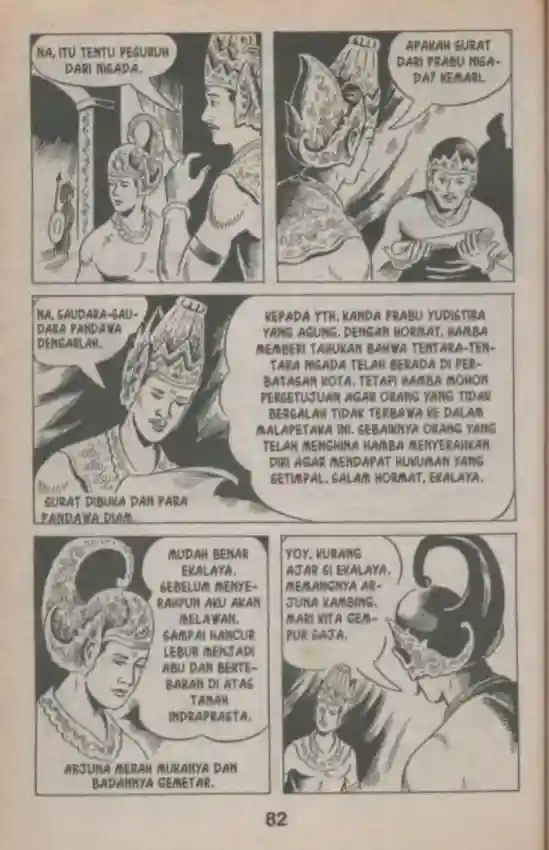 NA, ITU TENTU PESURUH
DARI NISADA.
APAKAH SURAT
DARI PRABU NISA-
DA? KEMARI.
NA, SAUDARA-SAU-
DARA PANDAWA
DENGARLAH.
KEPADA YTH. KANDA PRABU YUDISTIRA
YANG AGUNG. DENGAN HORMAT, HAMBA
MEMBERI TAHUKAN BAHWA TENTARA-TEN-
TARA NISADA TELAH BERADA DI PER-
BATASAN KOTA. TETAPI HAMBA MOHON
PERSETUJUAN AGAR ORANG YANG TIDAK
BERSALAH TIDAK TERBAWA KE DALAM
MALAPETAKA INI. SEBAIKNYA ORANG YANG
TELAH MENGHINA HAMBA MENYERAHKAN
DIRI AGAR MENDAPAT HUKUMAN YANG
SETIMPAL. SALAM HORMAT, EKALAYA.
SURAT DIBUKA DAN PARA
PANDAWA DIAM.
MUDAH BENAR
EKALAYA.
SEBELUM MENYE-
RAHPUN AKU AKAN
MELAWAN.
SAMPAI HANCUR
LEBUR MENJADI
ABU DAN BERTE-
BARAN DI ATAS
TANAH
INDRAPRASTA.
ARJUNA MERAH MUKANYA DAN
BADANNYA GEMETAR.
YOY, KURANG
AJAR SI EKALAYA.
MEMANGNYA AR-
JUNA KAMBING.
MARI KITA GEM-
PUR SAJA.
82